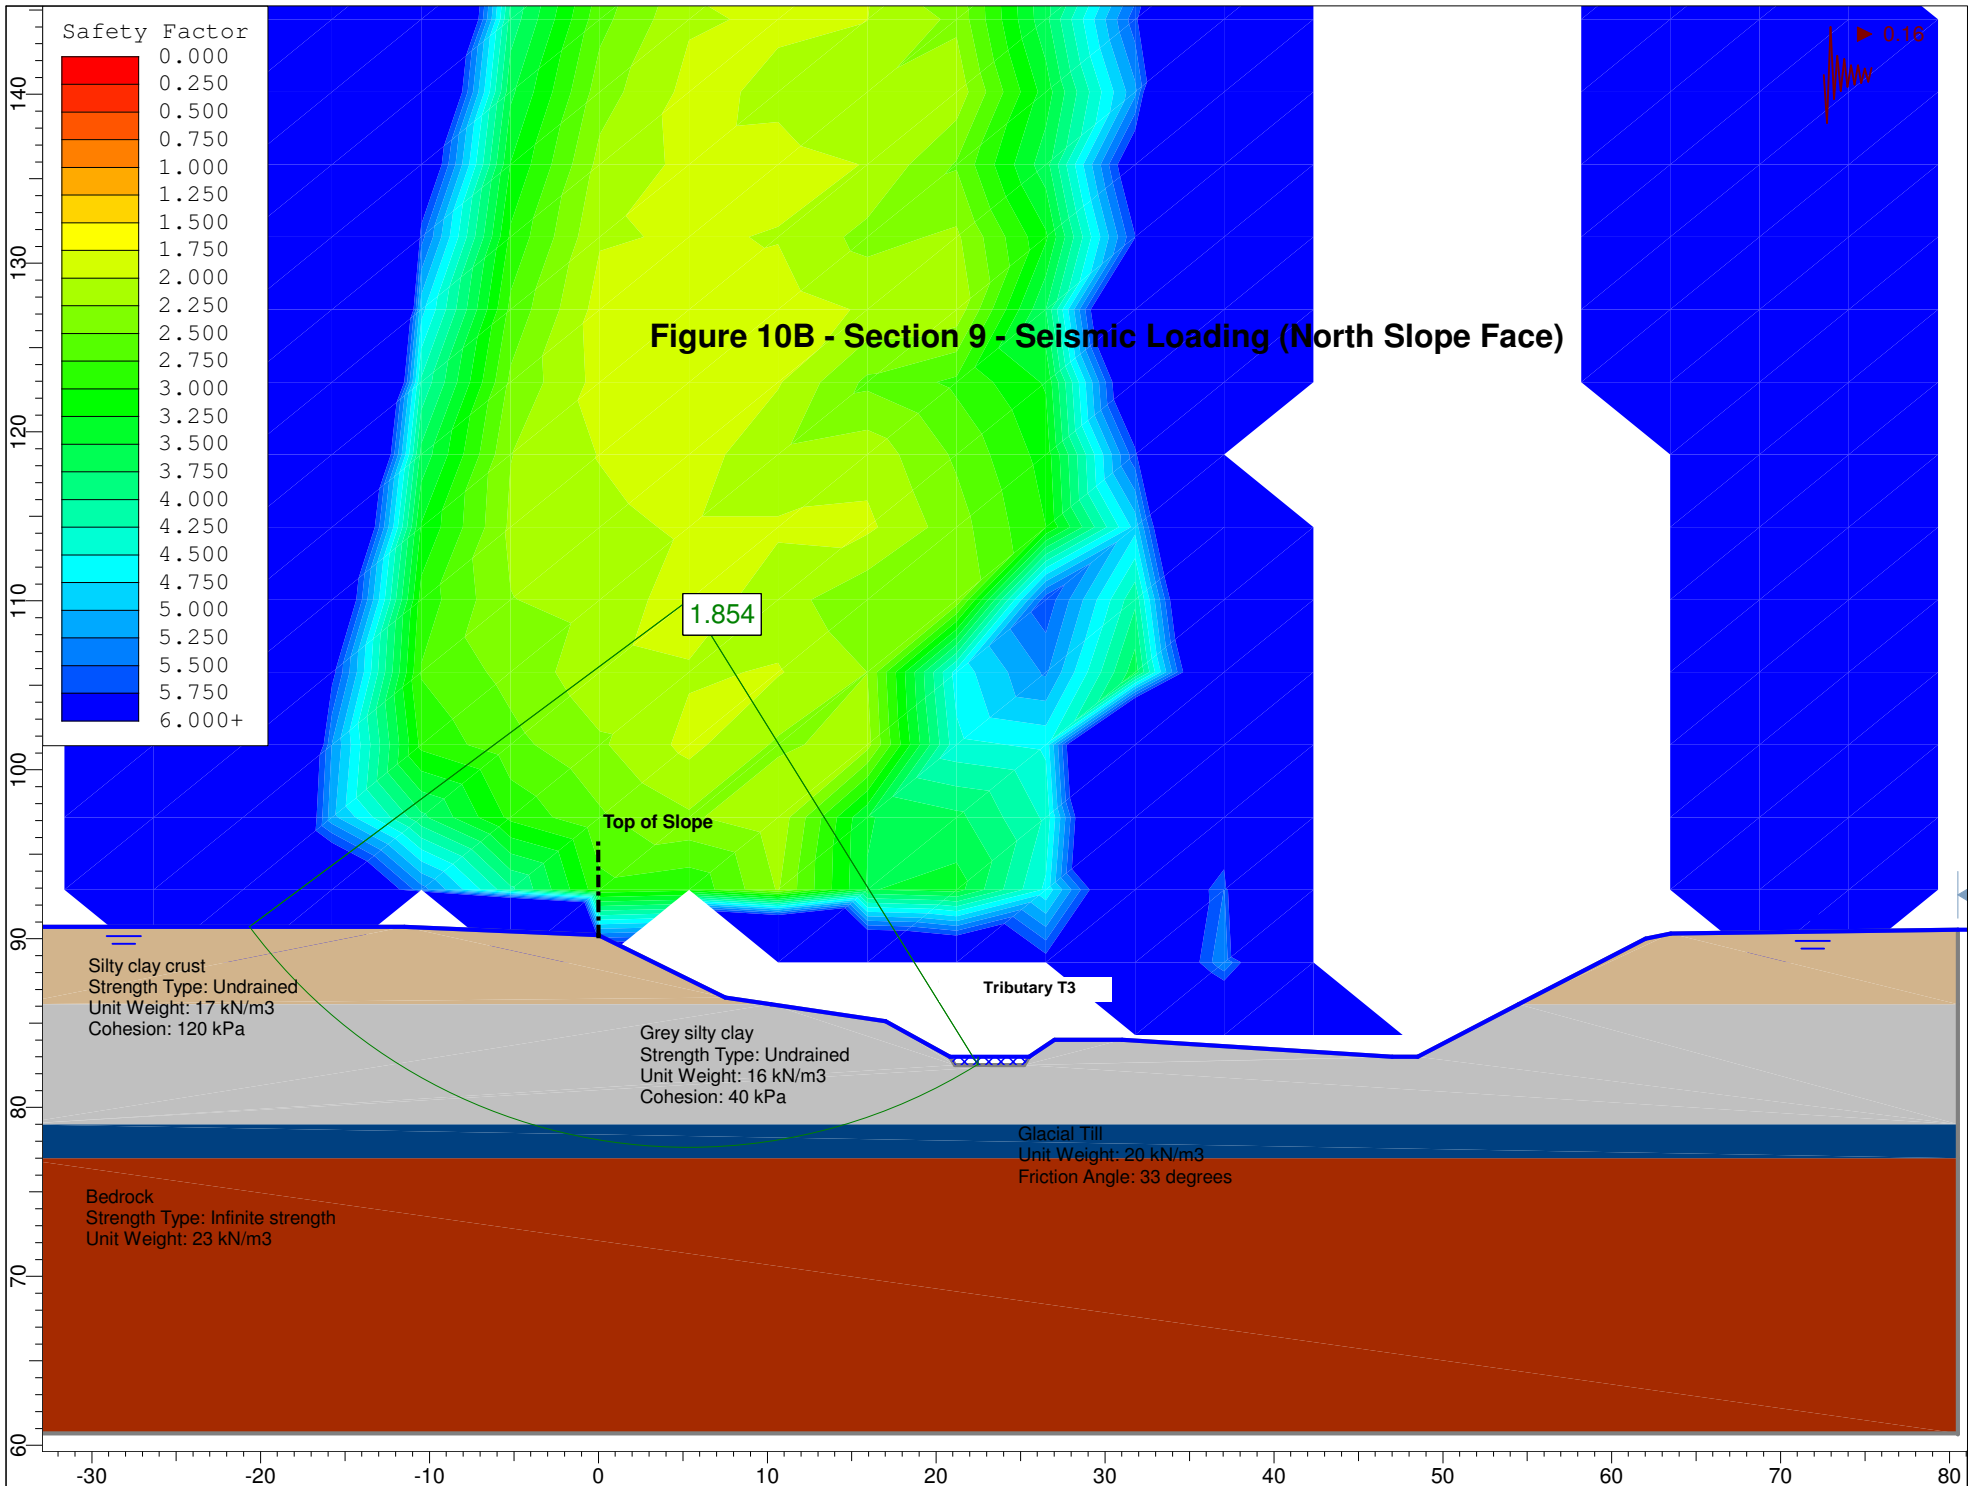 Safety Factor
0.000
0.250
0.500
0.750
1.000
1.250
1.500
1.750
2.000
2.250
2.500
2.750
3.000
3.250
3.500
3.750
4.000
4.250
4.500
4.750
5.000
5.250
5.500
5.750
6.000+
0.16
Figure 10B - Section 9 - Seismic Loading (North Slope Face)
1.854
Top of Slope
Tributary T3
Silty clay crust
Strength Type: Undrained
Unit Weight: 17 kN/m3
Cohesion: 120 kPa
Grey silty clay
Strength Type: Undrained
Unit Weight: 16 kN/m3
Cohesion: 40 kPa
Glacial Till
Unit Weight: 20 kN/m3
Friction Angle: 33 degrees
Bedrock
Strength Type: Infinite strength
Unit Weight: 23 kN/m3
140
130
120
110
100
90
80
70
60
-30 -20 -10 0 10 20 30 40 50 60 70 80